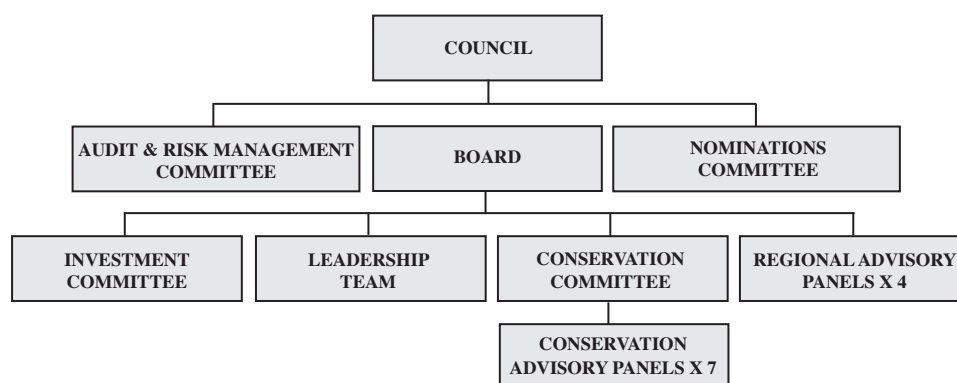 COUNCIL
AUDIT & RISK MANAGEMENT
COMMITTEE
BOARD
NOMINATIONS
COMMITTEE
INVESTMENT
COMMITTEE
LEADERSHIP
TEAM
CONSERVATION
COMMITTEE
REGIONAL ADVISORY
PANELS X 4
CONSERVATION
ADVISORY PANELS X 7